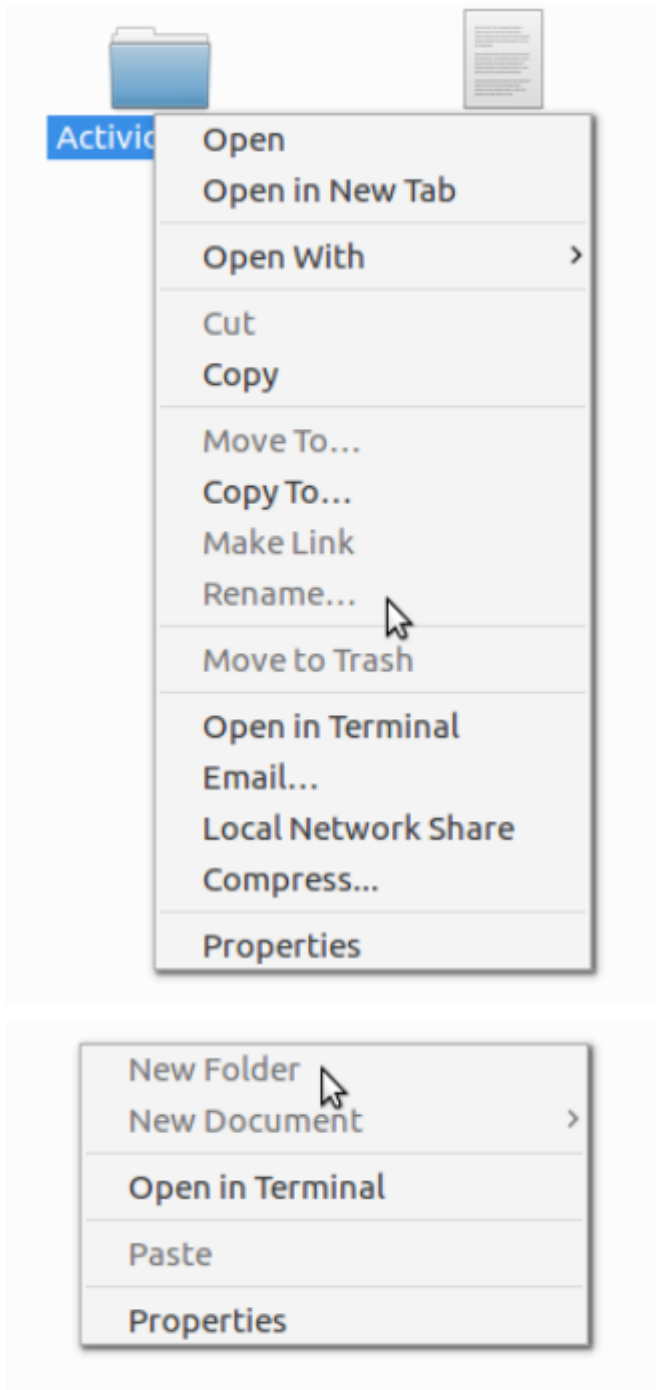 Activid
Open
Open in New Tab
Open With
Cut
Copy
Move To...
Copy To...
Make Link
Rename...
Move to Trash
Open in Terminal
Email...
Local Network Share
Compress...
Properties
New Folder
New Document
Open in Terminal
Paste
Properties